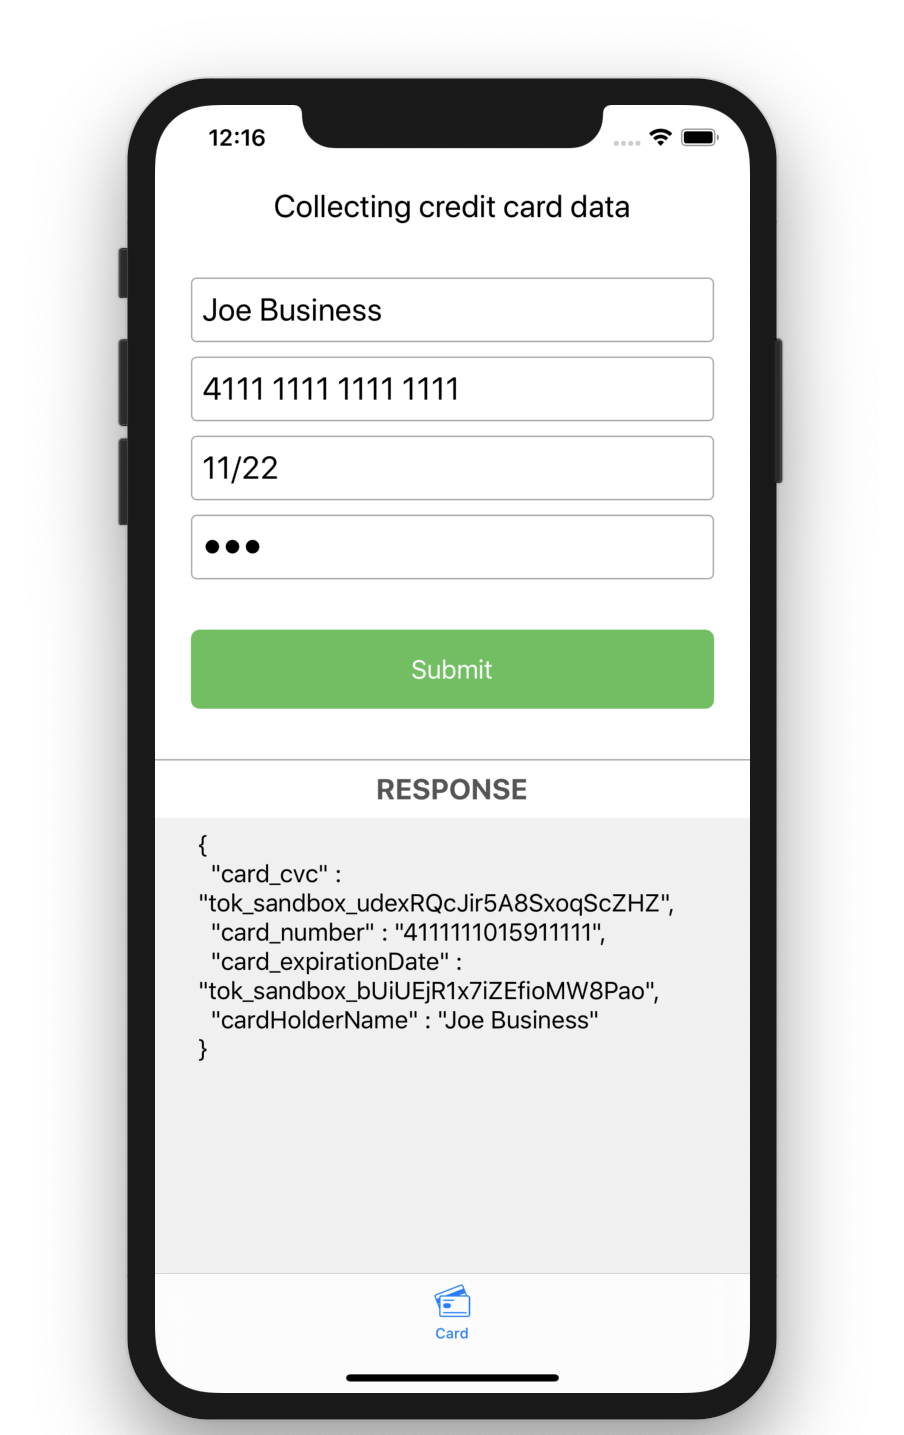 12:16
Collecting credit card data
Joe Business
4111 1111 1111 1111
11/22
•••
Submit
RESPONSE
{
"card_cvc" :
"tok_sandbox_udexRQcJir5A8SxoqScZHZ",
"card_number" : "4111111015911111",
"card_expirationDate" :
"tok_sandbox_bUiUEjR1x7iZEfioMW8Pao",
"cardHolderName" : "Joe Business"
}
Card